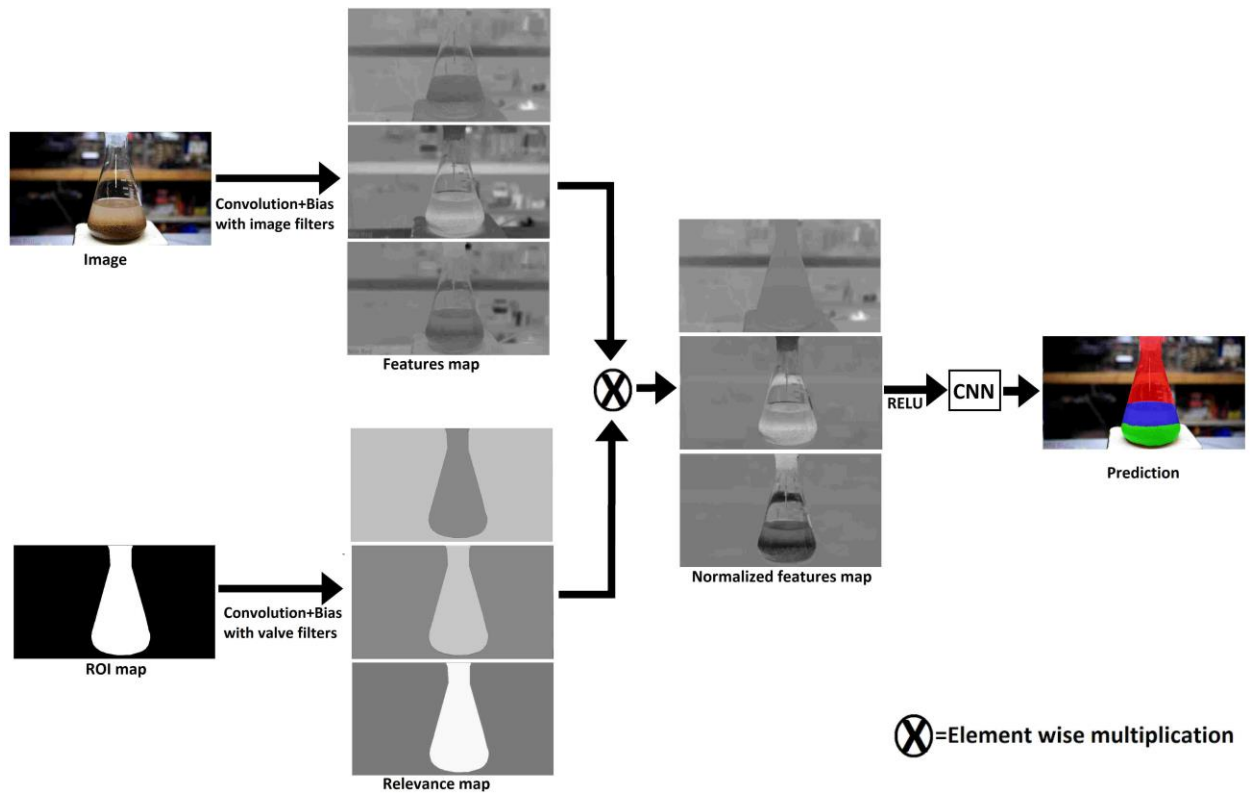 Image
Convolution+Bias
with image filters
Features map
ROI map
Convolution+Bias
with valve filters
Relevance map
X
Normalized features map
RELU
CNN
Prediction
X =Element wise multiplication